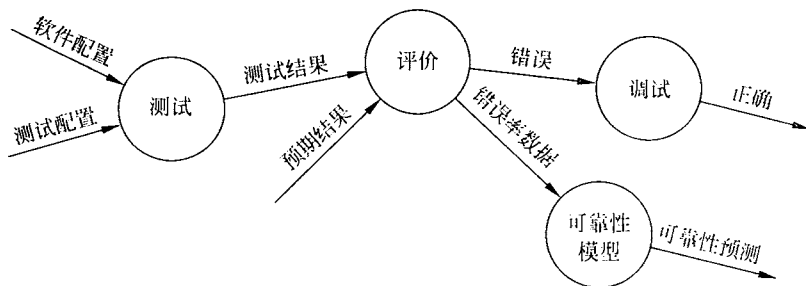 软件配置
测试配置
测试
测试结果
预期结果
评价
错误
错误率数据
调试
正确
可靠性
模型
可靠性预测